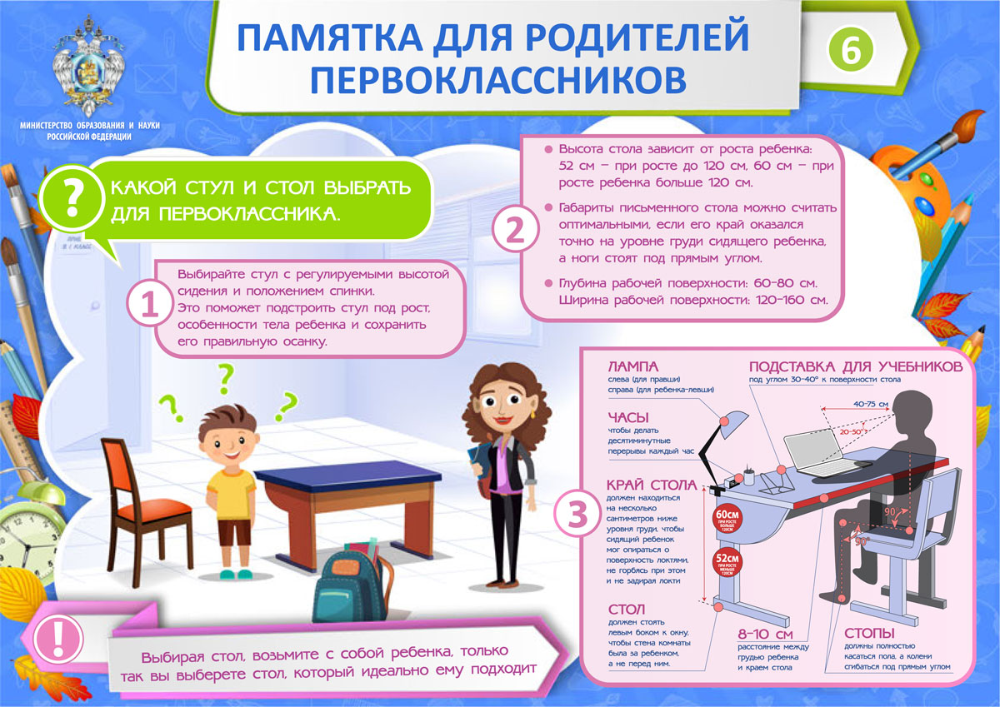 ПАМЯТКА ДЛЯ РОДИТЕЛЕЙ
ПЕРВОКЛАССНИКОВ
6
МИНИСТЕРСТВО ОБРАЗОВАНИЯ И НАУКИ
РОССИЙСКОЙ ФЕДЕРАЦИИ
?
КАКОЙ СТУЛ И СТОЛ ВЫБРАТЬ
ДЛЯ ПЕРВОКЛАССНИКА.
1
Выбирайте стул с регулируемыми высотой
сидения и положением спинки.
Это поможет подстроить стул под рост,
особенности тела ребенка и сохранить
его правильную осанку.
2
• Высота стола зависит от роста ребенка:
52 см – при росте до 120 см, 60 см – при
росте ребенка больше 120 см.
• Габариты письменного стола можно считать
оптимальными, если его край оказался
точно на уровне груди сидящего ребенка,
а ноги стоят под прямым углом.
• Глубина рабочей поверхности: 60-80 см.
Ширина рабочей поверхности: 120-160 см.
? ? ?
3
ЛАМПА
слева (для правши)
справа (для ребенка-левши)
ЧАСЫ
чтобы делать
десятиминутные
перерывы каждый час
КРАЙ СТОЛА
должен находиться
на несколько
сантиметров ниже
уровня груди, чтобы
сидящий ребенок
мог опираться о
поверхность локтями,
не горбясь при этом
и не задирая локти
СТОЛ
должен стоять
левым боком к окну,
чтобы стена комнаты
была за ребенком,
а не перед ним.
ПОДСТАВКА ДЛЯ УЧЕБНИКОВ
под углом 30-40° к поверхности стола
40-75 см
20-50°
60см
ПРИ РОСТЕ
БОЛЬШЕ
120СМ
52см
ПРИ РОСТЕ
МЕНЬШЕ
120СМ
90°
90°
8-10 см
расстояние между
грудью ребенка
и краем стола
СТОПЫ
должны полностью
касаться пола, а колени
сгибаться под прямым углом
!
Выбирая стол, возьмите с собой ребенка, только
так вы выберете стол, который идеально ему подходит